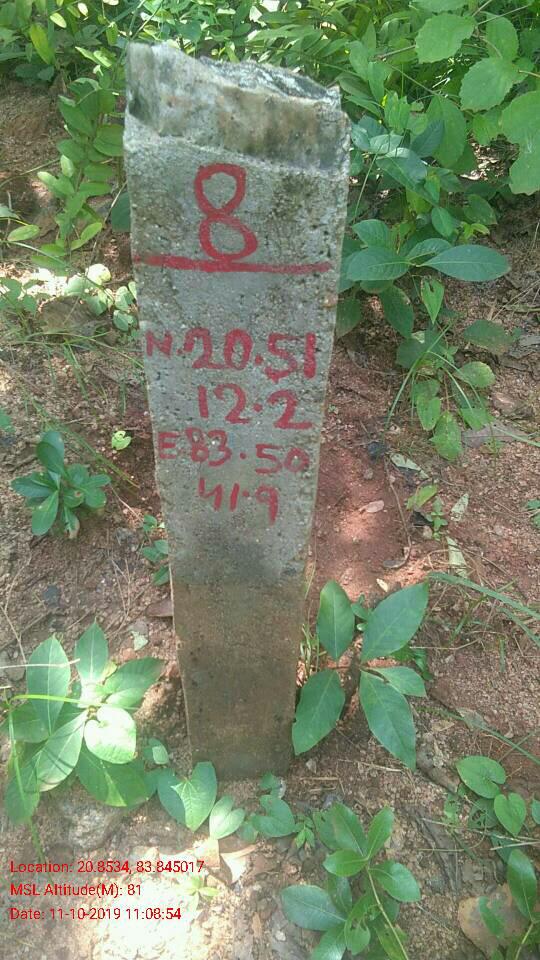 8
N.20.51
12.2
E83.50
41.9
Location: 20.8534, 83.845017
MSL Altitude(M): 81
Date: 11-10-2019 11:08:54